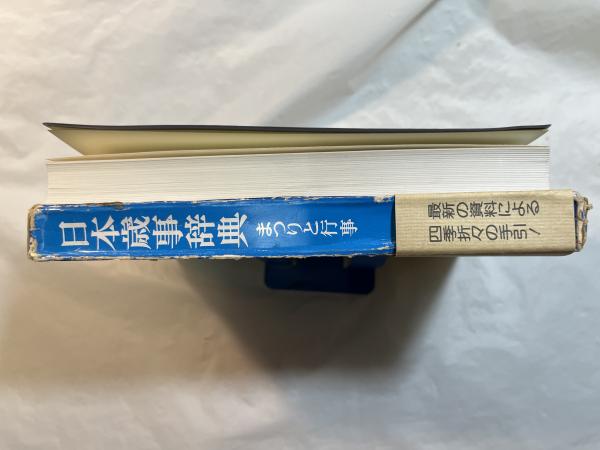 日本歳事辞典
まつりと行事
最新の資料による
四季折々の手引！